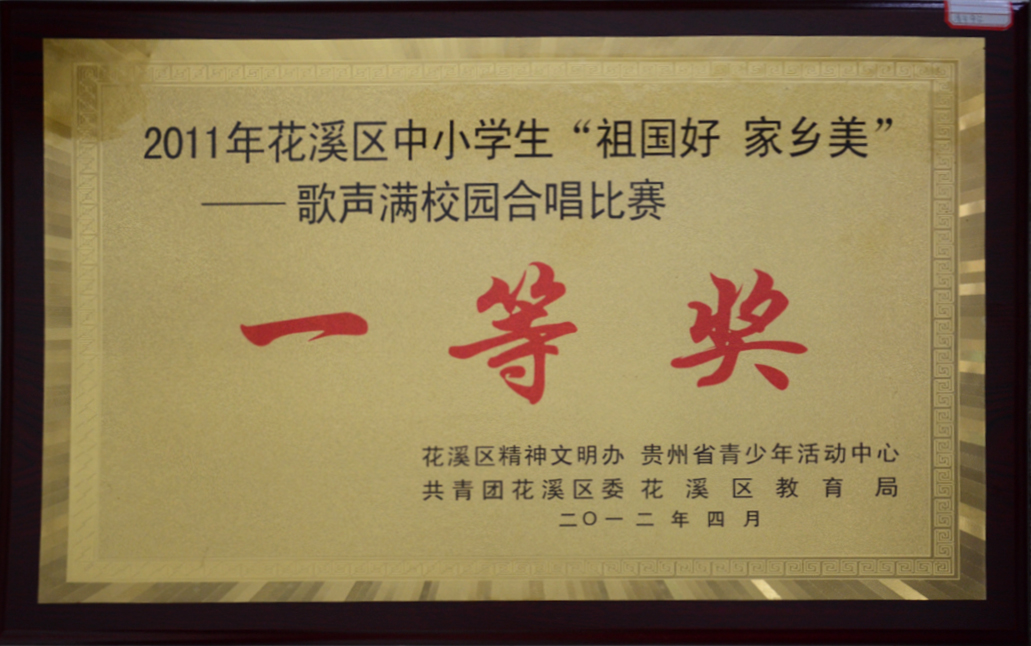 2011年花溪区中小学生“祖国好 家乡美”
——歌声满校园合唱比赛
一等奖
花溪区精神文明办 贵州省青少年活动中心
共青团花溪区委 花溪区教育局
二〇一二年四月